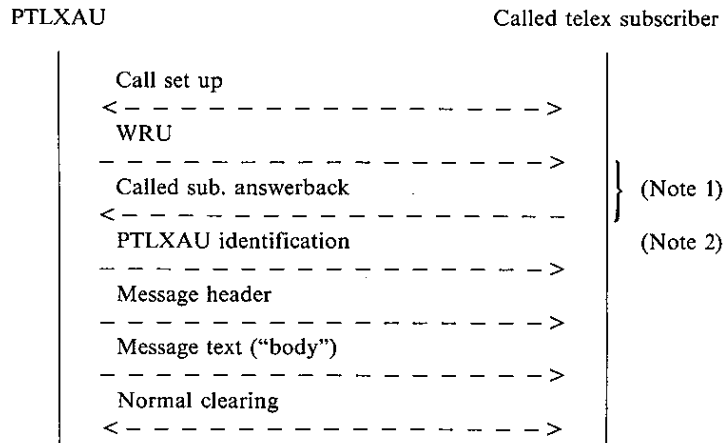 PTLXAU Called telex subscriber
Call set up
WRU
Called sub. answerback (Note 1)
PTLXAU identification (Note 2)
Message header
Message text (“body”)
Normal clearing